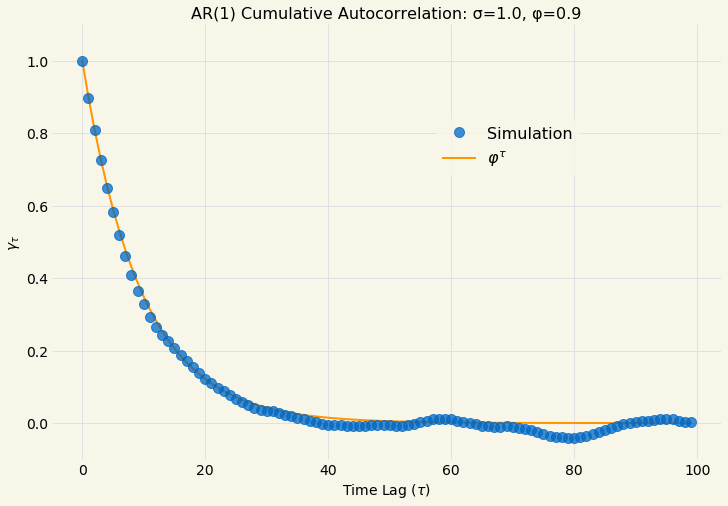 AR(1) Cumulative Autocorrelation: σ=1.0, φ=0.9
1.0
0.8
0.6
0.4
0.2
0.0
γτ
Simulation
φ^τ
0 20 40 60 80 100
Time Lag (τ)